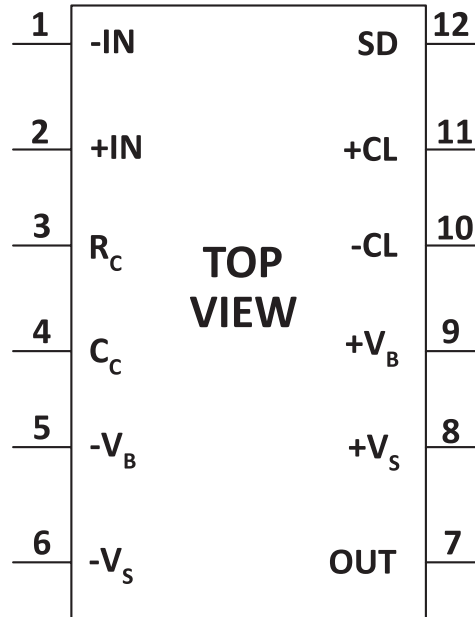 1 -IN SD 12
2 +IN +CL 11
3 R_C -CL 10
TOP
VIEW
4 C_C +V_B 9
5 -V_B +V_S 8
6 -V_S OUT 7